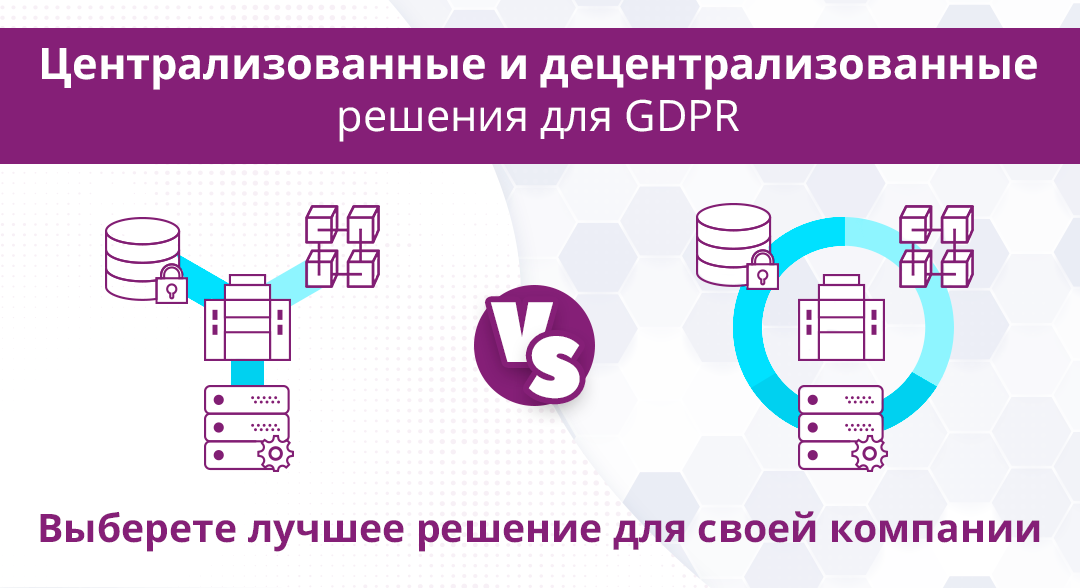 Централизованные и децентрализованные
решения для GDPR
VS
Выберете лучшее решение для своей компании